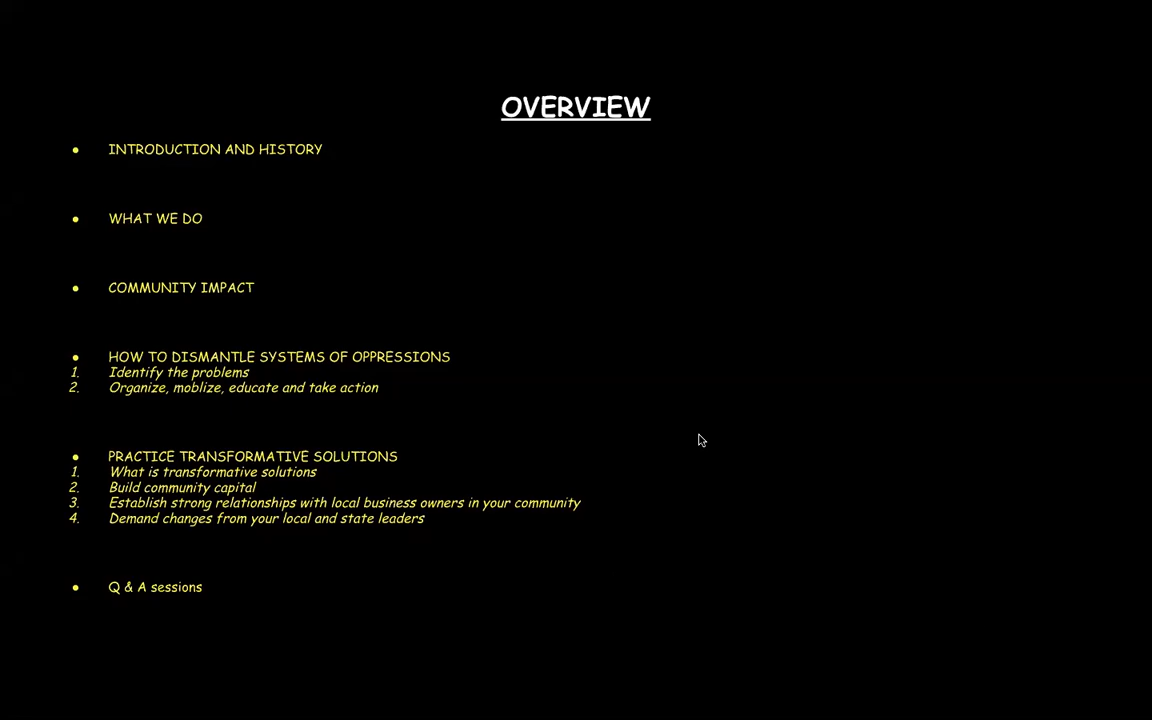 OVERVIEW
• INTRODUCTION AND HISTORY
• WHAT WE DO
• COMMUNITY IMPACT
• HOW TO DISMANTLE SYSTEMS OF OPPRESSIONS
1. Identify the problems
2. Organize, moblize, educate and take action
• PRACTICE TRANSFORMATIVE SOLUTIONS
1. What is transformative solutions
2. Build community capital
3. Establish strong relationships with local business owners in your community
4. Demand changes from your local and state leaders
• Q & A sessions